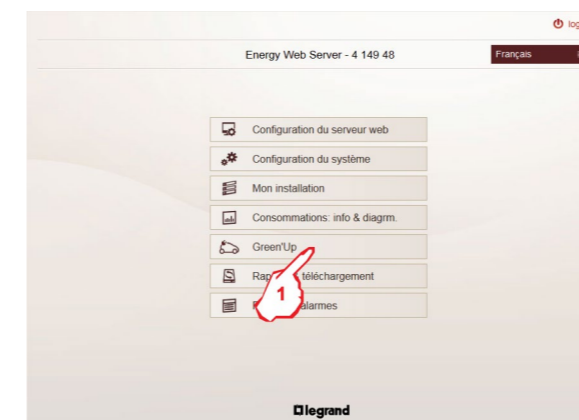 log
Energy Web Server - 4 149 48
Français
Configuration du serveur web
Configuration du système
Mon installation
Consommations: info & diagrm.
Green'Up
téléchargement
1
alarmes
legrand